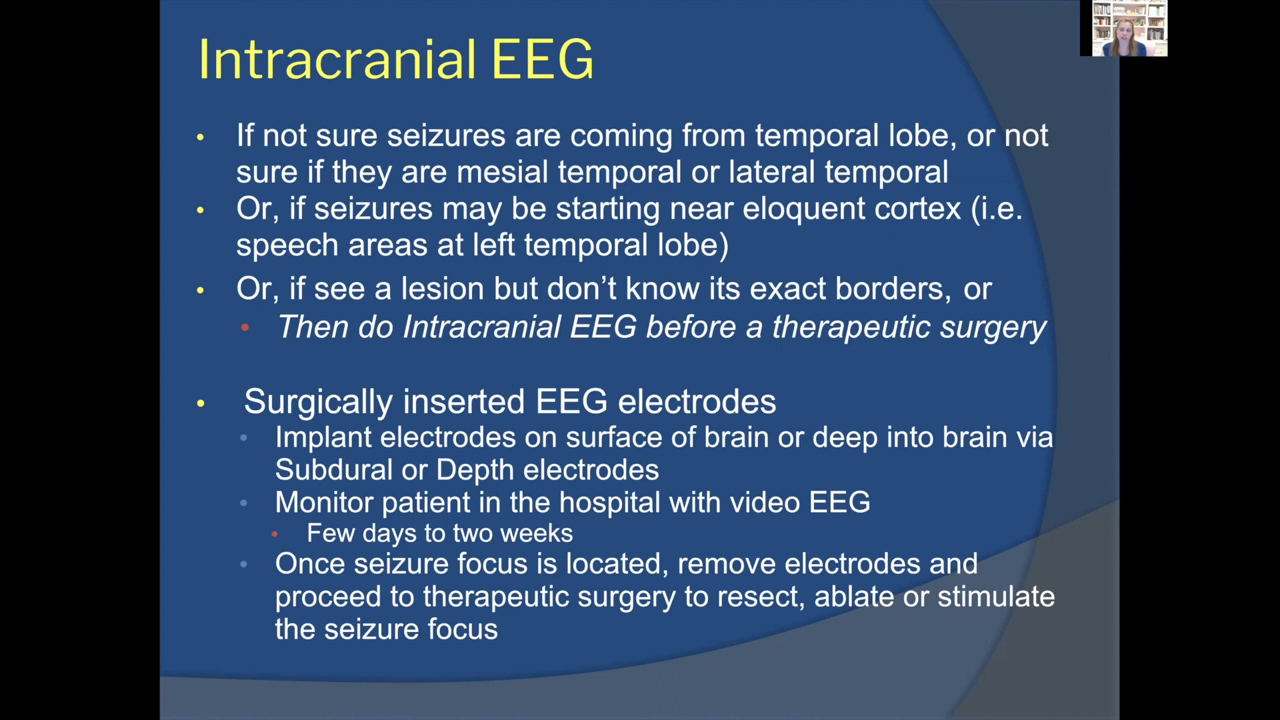 Intracranial EEG
• If not sure seizures are coming from temporal lobe, or not
sure if they are mesial temporal or lateral temporal
• Or, if seizures may be starting near eloquent cortex (i.e.
speech areas at left temporal lobe)
• Or, if see a lesion but don’t know its exact borders, or
• Then do Intracranial EEG before a therapeutic surgery
• Surgically inserted EEG electrodes
• Implant electrodes on surface of brain or deep into brain via
Subdural or Depth electrodes
• Monitor patient in the hospital with video EEG
• Few days to two weeks
• Once seizure focus is located, remove electrodes and
proceed to therapeutic surgery to resect, ablate or stimulate
the seizure focus